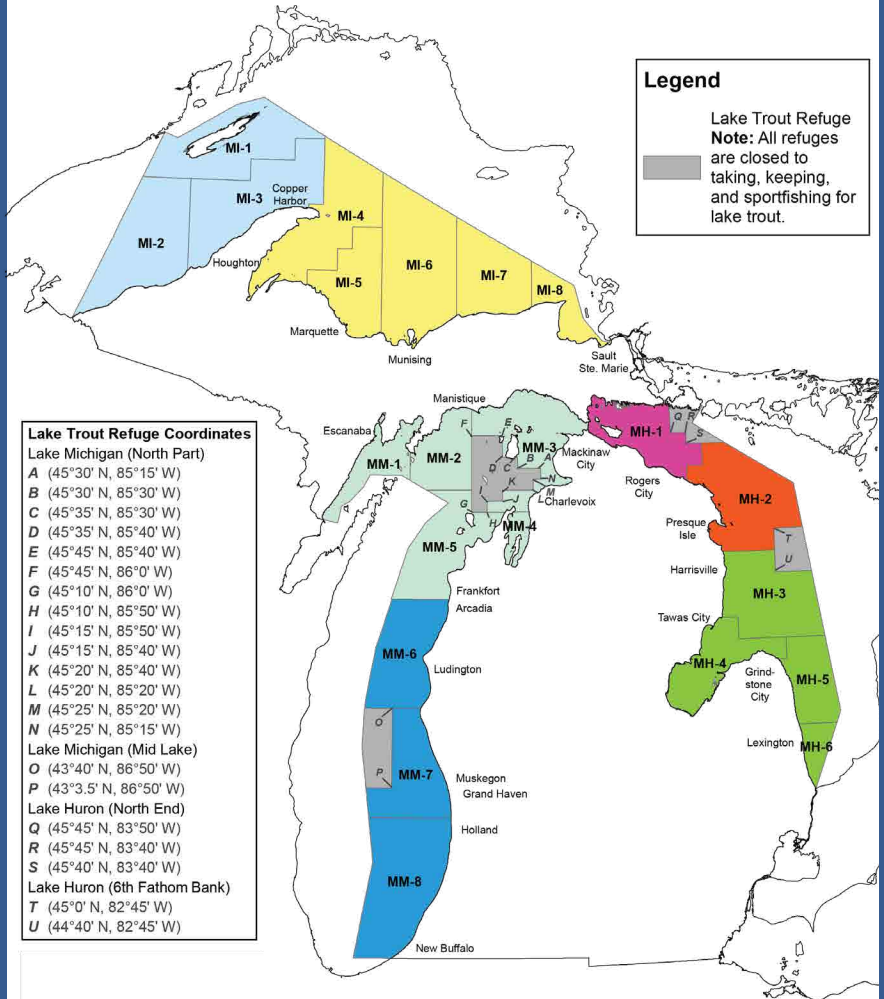 Legend
Lake Trout Refuge
Note: All refuges
are closed to
taking, keeping,
and sportfishing for
lake trout.
MI-1
MI-3
Copper
Harbor
MI-4
MI-2
Houghton
MI-6
MI-5
MI-7
MI-8
Marquette
Munising
Sault
Ste. Marie
Manistique
Escanaba
F
E
MM-3
MM-1
MM-2
D
C
B
A
K
N
M
L
Charlevoix
I
J
G
H
MM-4
MM-5
Mackinaw
City
MH-1
Q
R
S
Rogers
City
MH-2
Presque
Isle
T
U
Harrisville
MH-3
Frankfort
Arcadia
Tawas City
MM-6
Ludington
MH-4
Grind-
stone
City
MH-5
O
P
MM-7
Muskegon
Grand Haven
Lexington
MH-6
Holland
MM-8
New Buffalo
Lake Trout Refuge Coordinates
Lake Michigan (North Part)
A (45°30' N, 85°15' W)
B (45°30' N, 85°30' W)
C (45°35' N, 85°30' W)
D (45°35' N, 85°40' W)
E (45°45' N, 85°40' W)
F (45°45' N, 86°0' W)
G (45°10' N, 86°0' W)
H (45°10' N, 85°50' W)
I (45°15' N, 85°50' W)
J (45°15' N, 85°40' W)
K (45°20' N, 85°40' W)
L (45°20' N, 85°20' W)
M (45°25' N, 85°20' W)
N (45°25' N, 85°15' W)
Lake Michigan (Mid Lake)
O (43°40' N, 86°50' W)
P (43°3.5' N, 86°50' W)
Lake Huron (North End)
Q (45°45' N, 83°50' W)
R (45°45' N, 83°40' W)
S (45°40' N, 83°40' W)
Lake Huron (6th Fathom Bank)
T (45°0' N, 82°45' W)
U (44°40' N, 82°45' W)